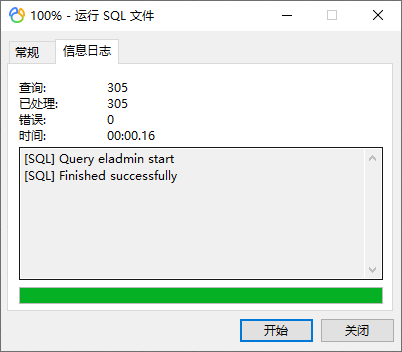 100% - 运行 SQL 文件
常规 信息日志
查询: 305
已处理: 305
错误: 0
时间: 00:00.16
[SQL] Query eladmin start
[SQL] Finished successfully
开始 关闭